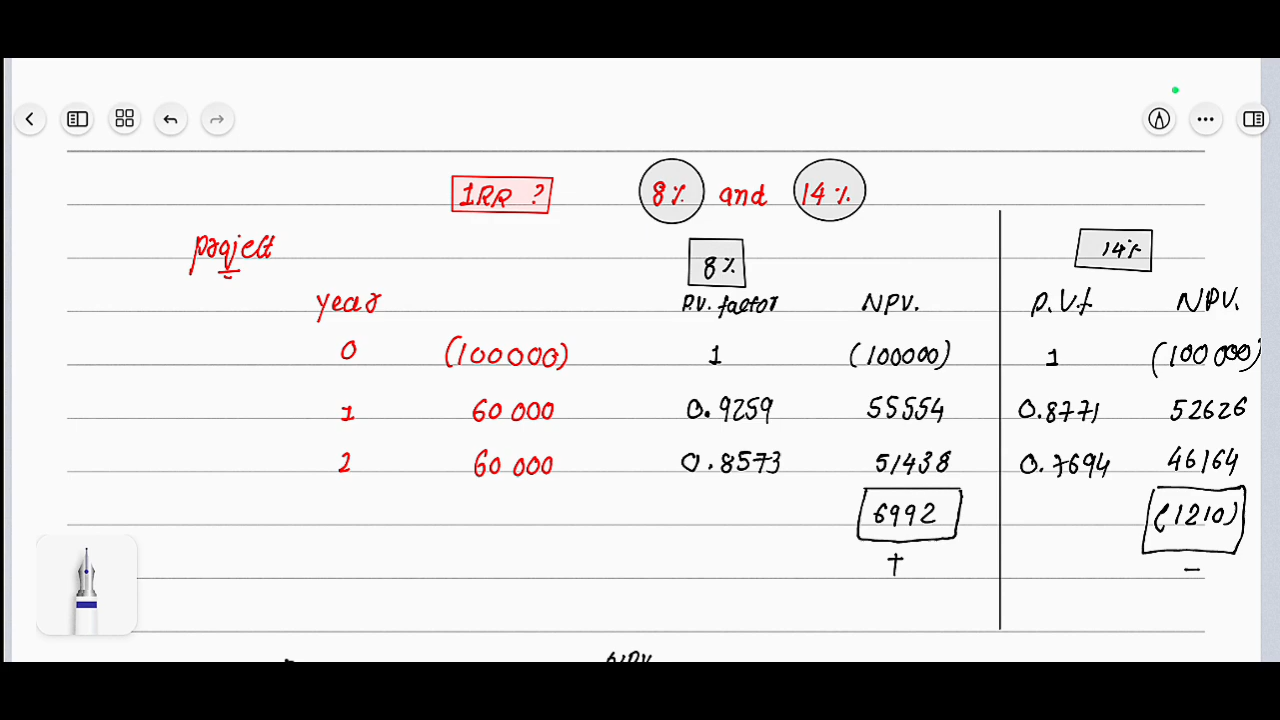 IRR ? 8% and 14%
project
8% 14%
year P.V. factor NPV. P.V.f NPV.
0 (100000) 1 (100000) 1 (100000)
1 60 000 0.9259 55554 0.8771 52626
2 60 000 0.8573 51438 0.7694 46164
6992 (1210)
+ -